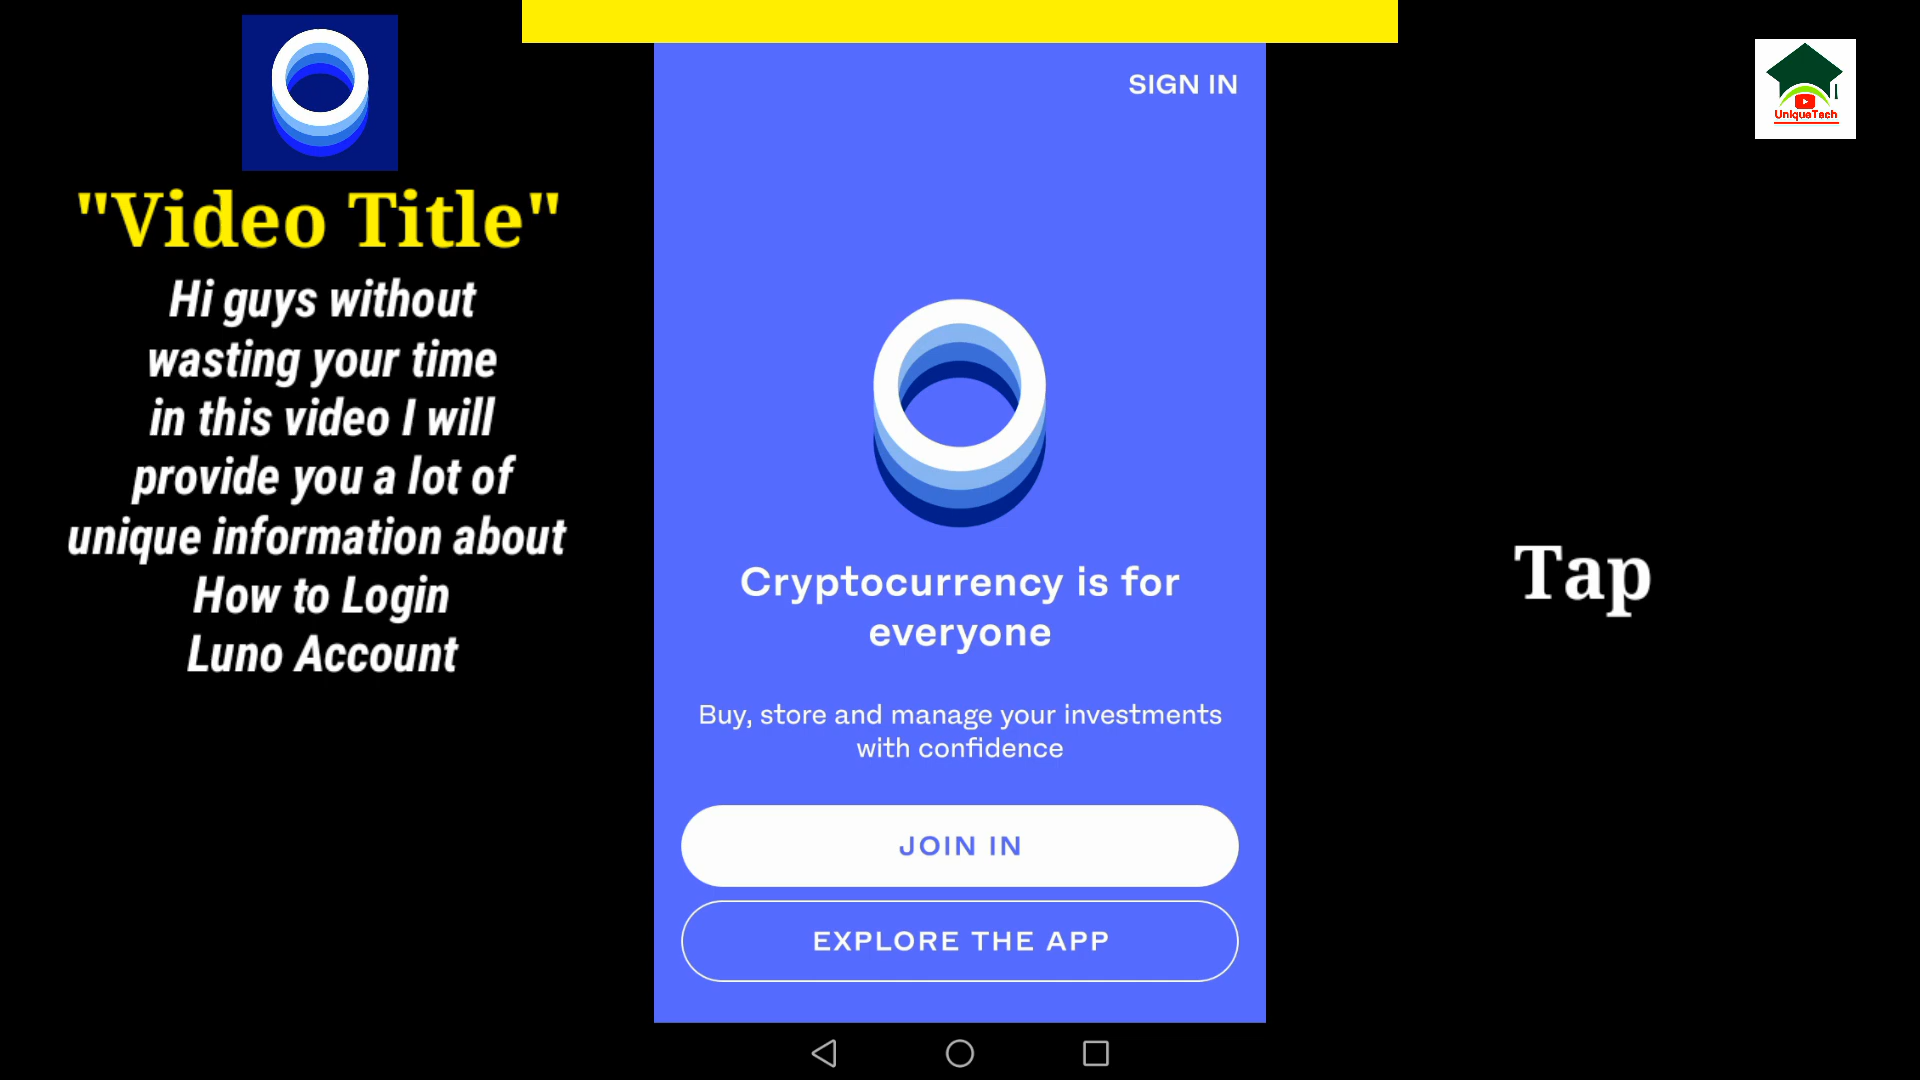 "Video Title"
Hi guys without
wasting your time
in this video I will
provide you a lot of
unique information about
How to Login
Luno Account
SIGN IN
Cryptocurrency is for
everyone
Buy, store and manage your investments
with confidence
JOIN IN
EXPLORE THE APP
UniqueTech
Tap